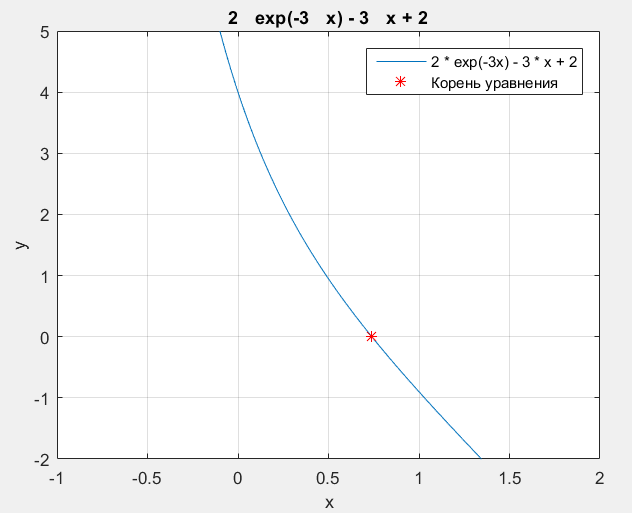 2 exp(-3 x) - 3 x + 2
2 * exp(-3x) - 3 * x + 2
Корень уравнения
5
4
3
2
1
0
-1
-2
y
-1 -0.5 0 0.5 1 1.5 2
x